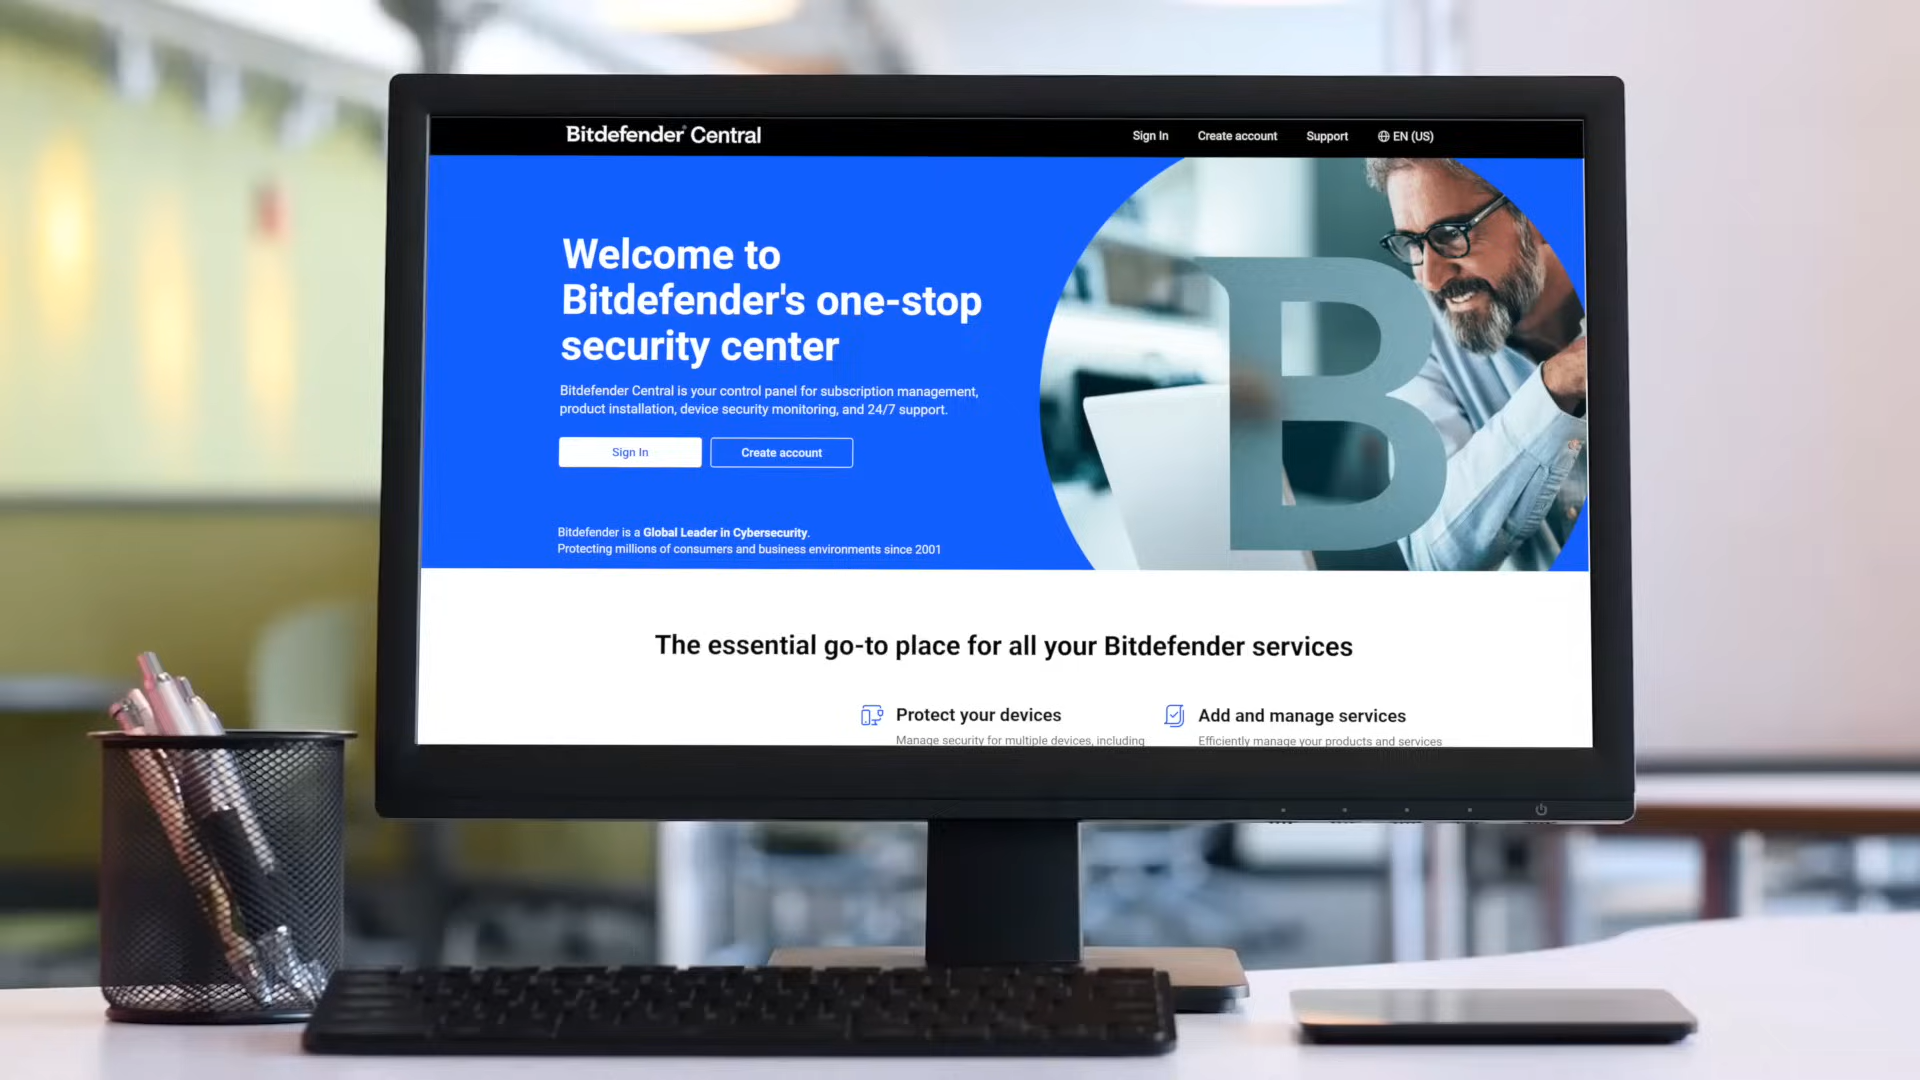 Bitdefender Central
Sign In
Create account
Support
EN (US)
Welcome to
Bitdefender's one-stop
security center
Bitdefender Central is your control panel for subscription management,
product installation, device security monitoring, and 24/7 support.
Sign In
Create account
Bitdefender is a Global Leader in Cybersecurity.
Protecting millions of consumers and business environments since 2001
B
The essential go-to place for all your Bitdefender services
Protect your devices
Manage security for multiple devices, including
Add and manage services
Efficiently manage your products and services